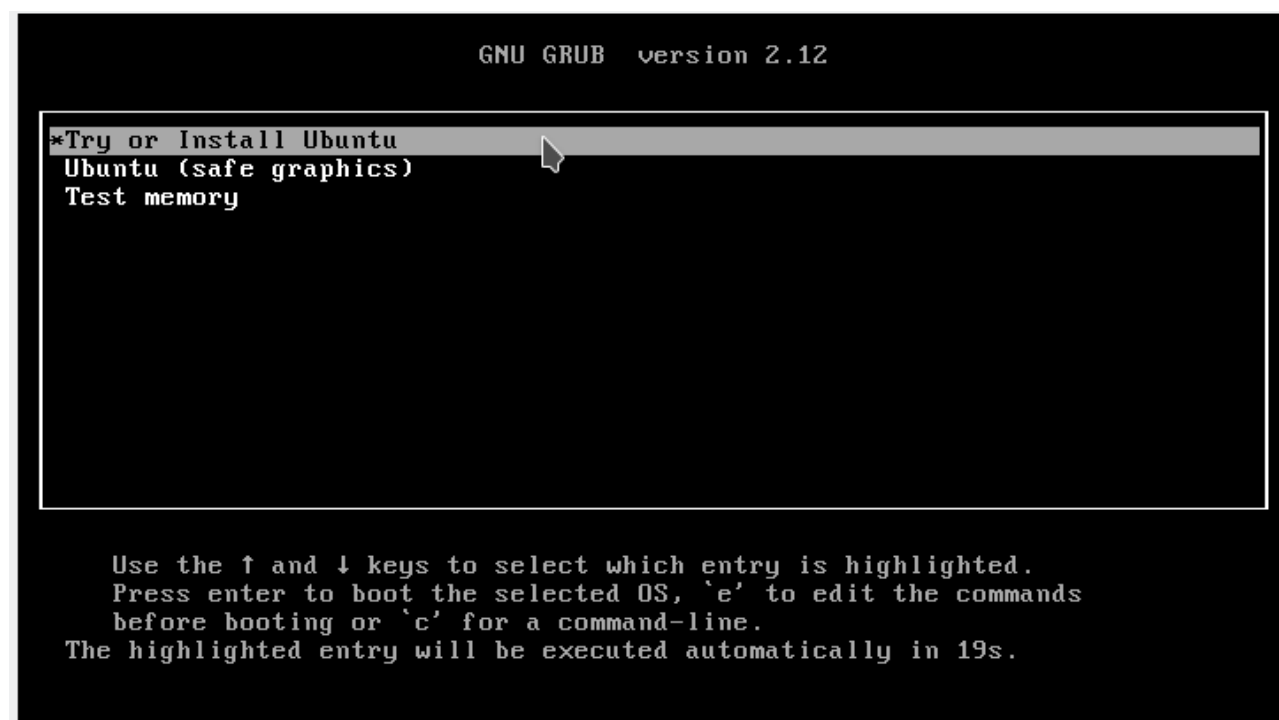 GNU GRUB  version 2.12
*Try or Install Ubuntu
Ubuntu (safe graphics)
Test memory
Use the ↑ and ↓ keys to select which entry is highlighted.
Press enter to boot the selected OS, `e' to edit the commands
before booting or `c' for a command-line.
The highlighted entry will be executed automatically in 19s.